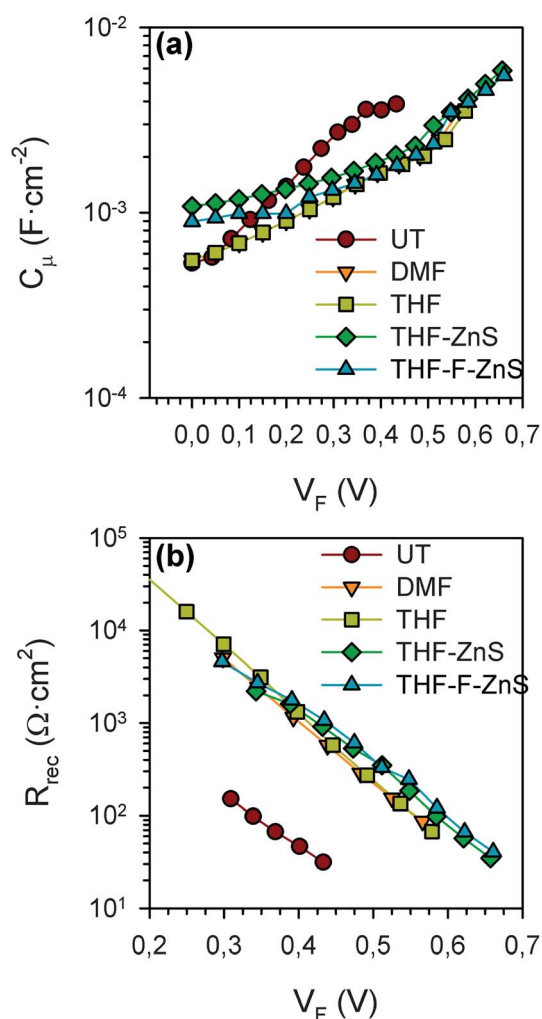 (a)
10⁻²
10⁻³
10⁻⁴
C_μ (F·cm⁻²)
UT
DMF
THF
THF-ZnS
THF-F-ZnS
0,0 0,1 0,2 0,3 0,4 0,5 0,6 0,7
V_F (V)
(b)
10⁵
10⁴
10³
10²
10¹
R_rec (Ω·cm²)
UT
DMF
THF
THF-ZnS
THF-F-ZnS
0,2 0,3 0,4 0,5 0,6 0,7
V_F (V)